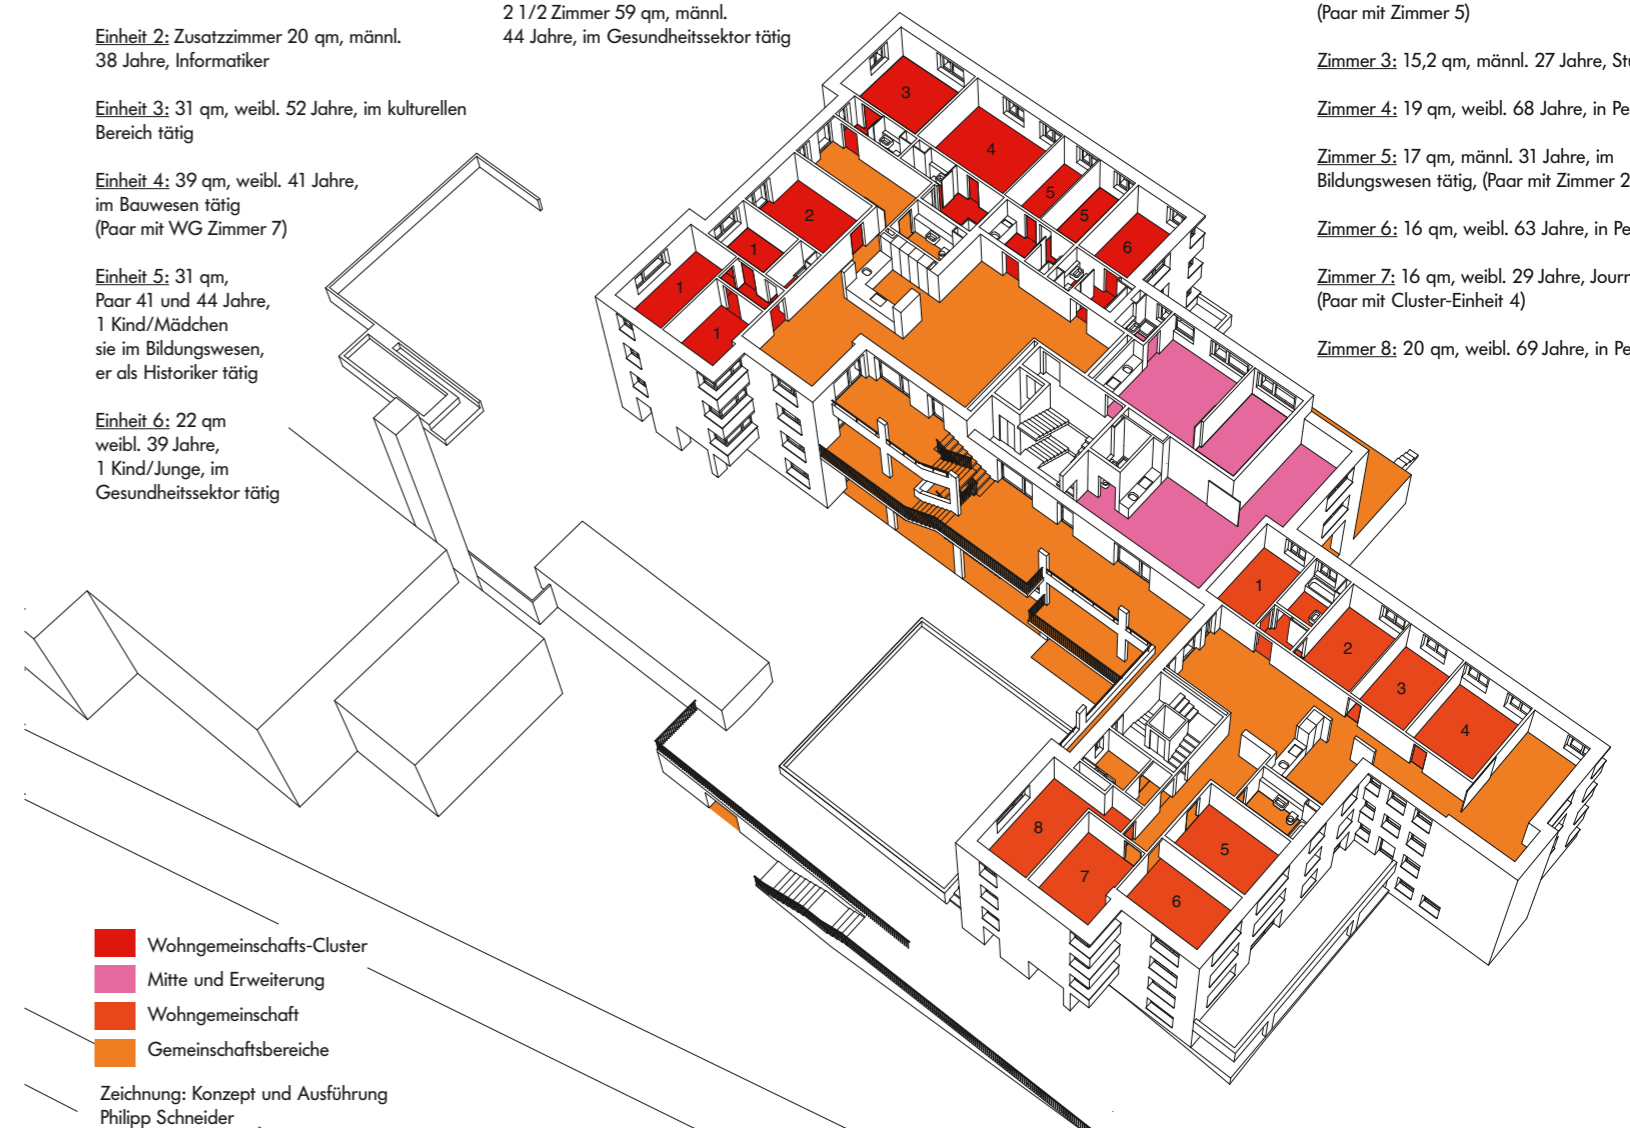 Einheit 2: Zusatzzimmer 20 qm, männl.
38 Jahre, Informatiker
Einheit 3: 31 qm, weibl. 52 Jahre, im kulturellen
Bereich tätig
Einheit 4: 39 qm, weibl. 41 Jahre,
im Bauwesen tätig
(Paar mit WG Zimmer 7)
Einheit 5: 31 qm,
Paar 41 und 44 Jahre,
1 Kind/Mädchen
sie im Bildungswesen,
er als Historiker tätig
Einheit 6: 22 qm
weibl. 39 Jahre,
1 Kind/Junge, im
Gesundheitssektor tätig
2 1/2 Zimmer 59 qm, männl.
44 Jahre, im Gesundheitssektor tätig
(Paar mit Zimmer 5)
Zimmer 3: 15,2 qm, männl. 27 Jahre,
Zimmer 4: 19 qm, weibl. 68 Jahre, in
Zimmer 5: 17 qm, männl. 31 Jahre, im
Bildungswesen tätig, (Paar mit Zimmer 2
Zimmer 6: 16 qm, weibl. 63 Jahre, in
Zimmer 7: 16 qm, weibl. 29 Jahre,
(Paar mit Cluster-Einheit 4)
Zimmer 8: 20 qm, weibl. 69 Jahre, in
3
4
5
5
6
2
1
1
1
1
2
3
4
5
6
7
8
Wohngemeinschafts-Cluster
Mitte und Erweiterung
Wohngemeinschaft
Gemeinschaftsbereiche
Zeichnung: Konzept und Ausführung
Philipp Schneider